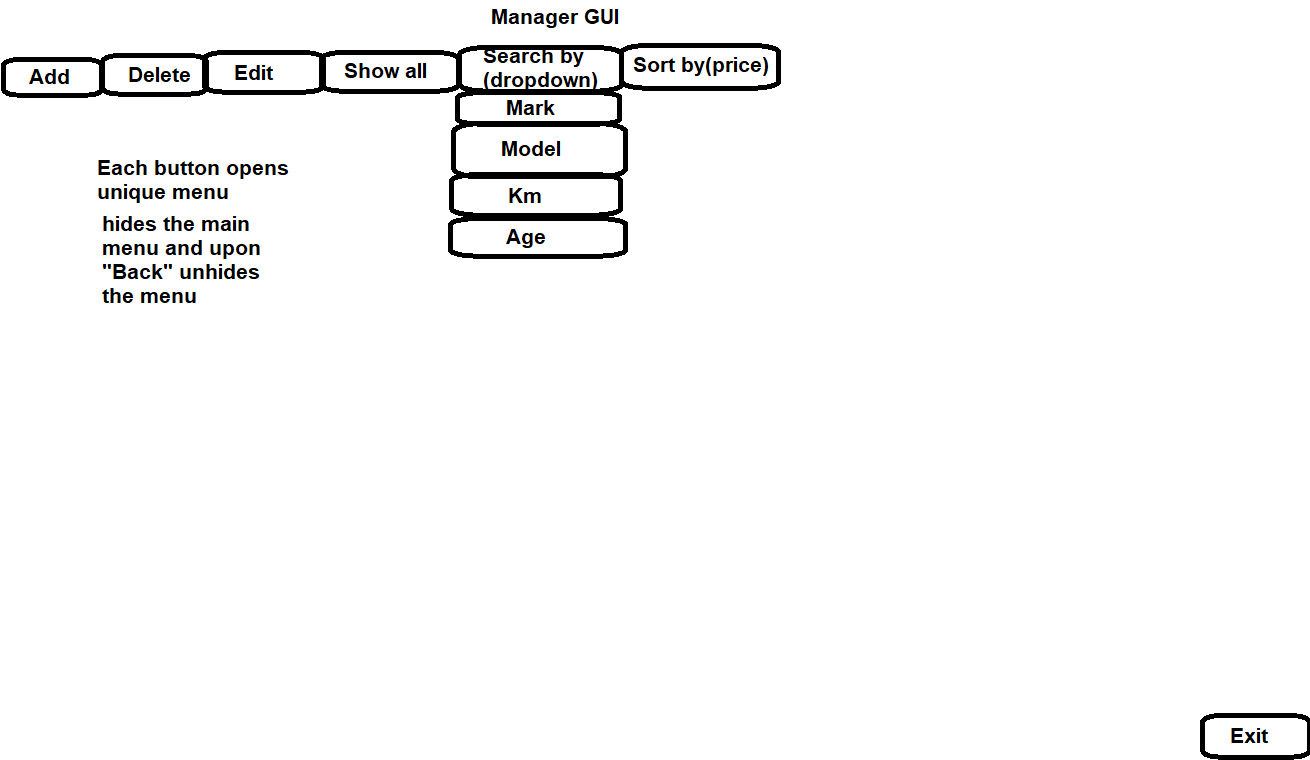 Manager GUI
Add
Delete
Edit
Show all
Search by
(dropdown)
Sort by(price)
Mark
Model
Km
Age
Each button opens
unique menu
hides the main
menu and upon
"Back" unhides
the menu
Exit